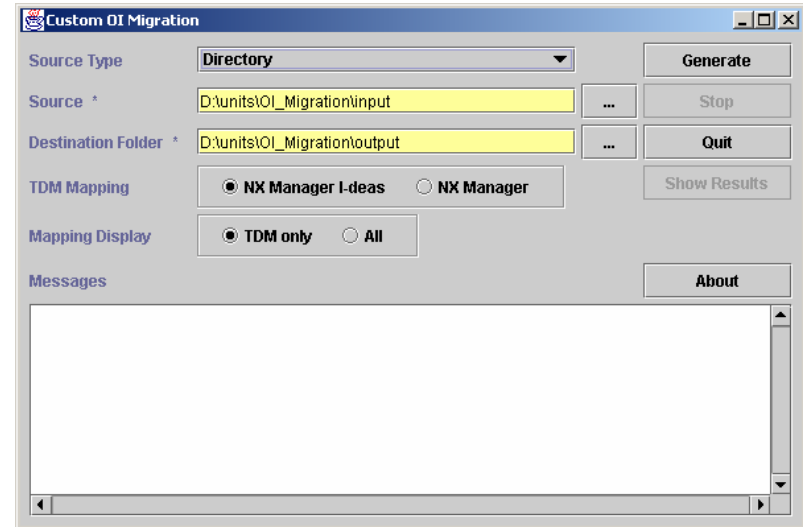 Custom OI Migration
Source Type Directory Generate
Source * D:\units\OI_Migration\input ... Stop
Destination Folder * D:\units\OI_Migration\output ... Quit
TDM Mapping NX Manager I-deas NX Manager Show Results
Mapping Display TDM only All
Messages About